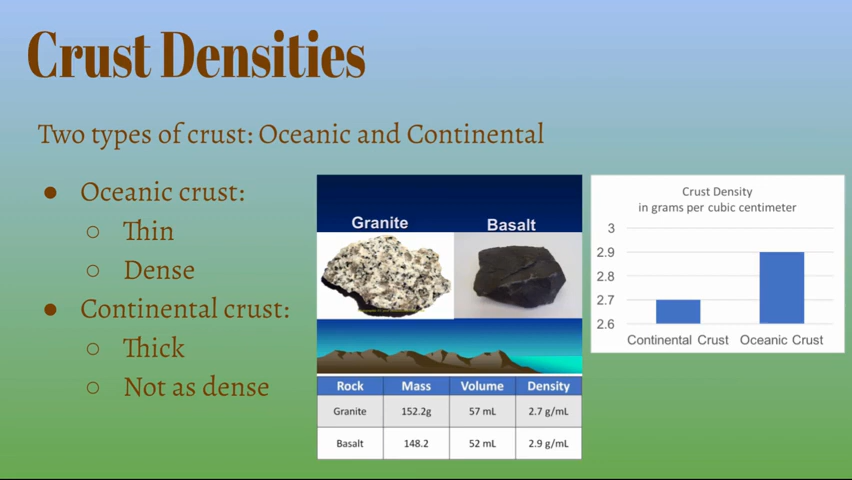 Crust Densities
Two types of crust: Oceanic and Continental
● Oceanic crust:
○ Thin
○ Dense
● Continental crust:
○ Thick
○ Not as dense
Granite Basalt
Rock Mass Volume Density
Granite 152.2g 57 mL 2.7 g/mL
Basalt 148.2 52 mL 2.9 g/mL
Crust Density
in grams per cubic centimeter
3
2.9
2.8
2.7
2.6
Continental Crust Oceanic Crust